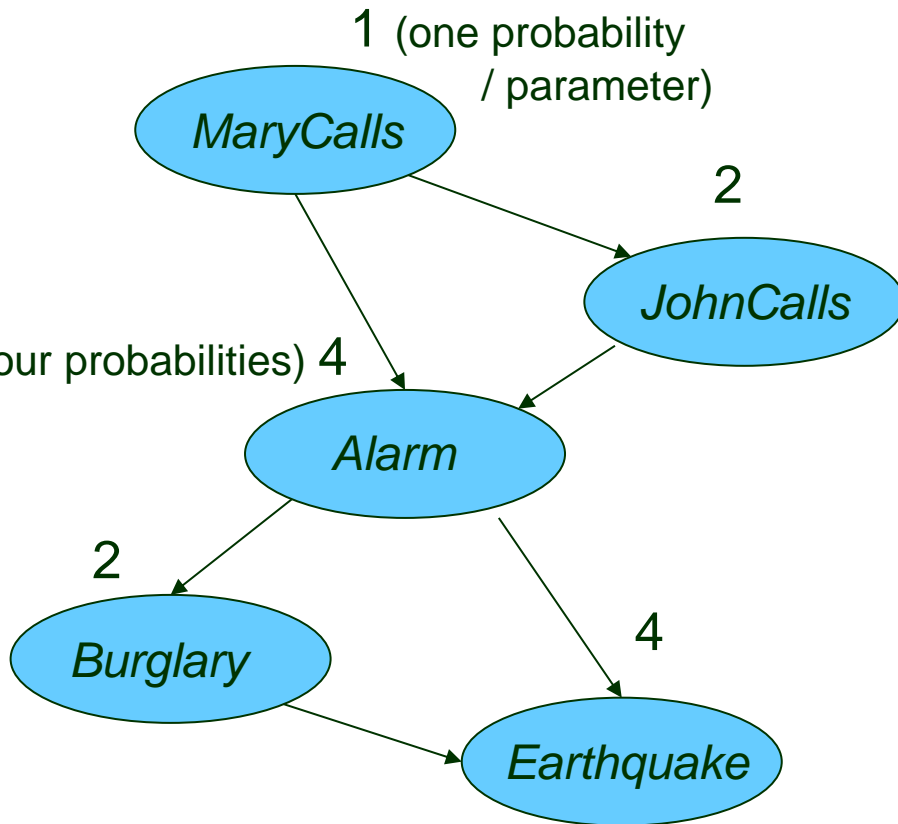 1 (one probability
/ parameter)
MaryCalls
2
JohnCalls
our probabilities) 4
Alarm
2
Burglary
4
Earthquake